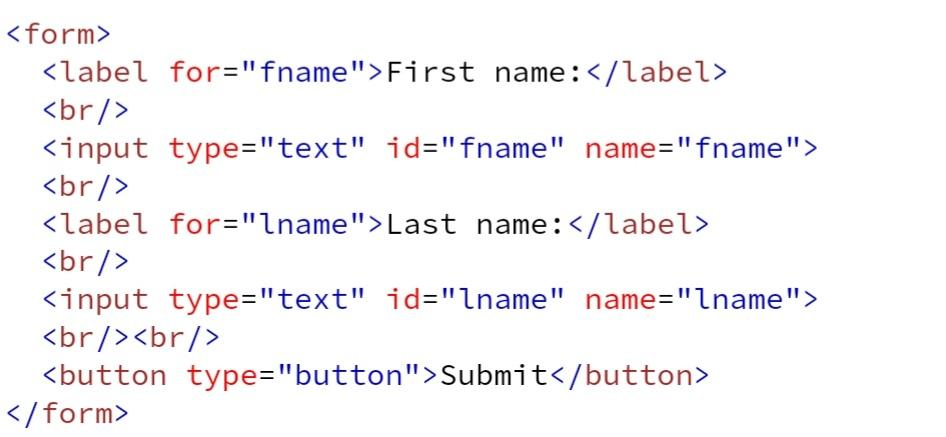 <form>
<label for="fname">First name:</label>
<br/>
<input type="text" id="fname" name="fname">
<br/>
<label for="lname">Last name:</label>
<br/>
<input type="text" id="lname" name="lname">
<br/><br/>
<button type="button">Submit</button>
</form>